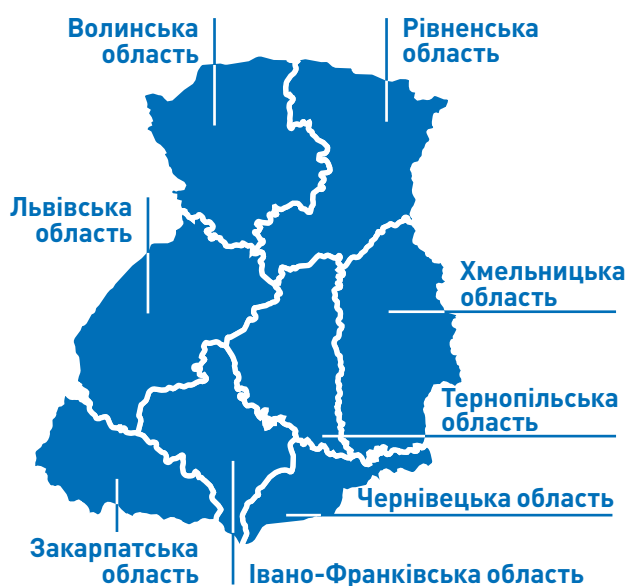 Волинська
область
Рівненська
область
Львівська
область
Хмельницька
область
Тернопільська
область
Чернівецька область
Закарпатська
область
Івано-Франківська область